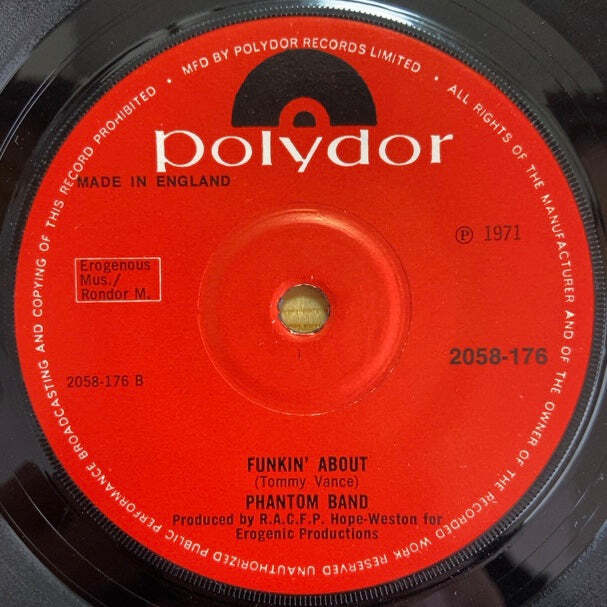 MFD BY POLYDOR RECORDS LIMITED • ALL RIGHTS OF THE MANUFACTURER AND OF THE OWNER OF THE RECORDED WORK RESERVED UNAUTHORIZED PUBLIC PERFORMANCE BROADCASTING AND COPYING OF THIS RECORD PROHIBITED •
polydor
MADE IN ENGLAND
Ⓟ 1971
Erogenous
Mus./
Rondor M.
2058-176
2058-176 B
FUNKIN' ABOUT
(Tommy Vance)
PHANTOM BAND
Produced by R.A.C.F.P. Hope-Weston for
Erogenic Productions